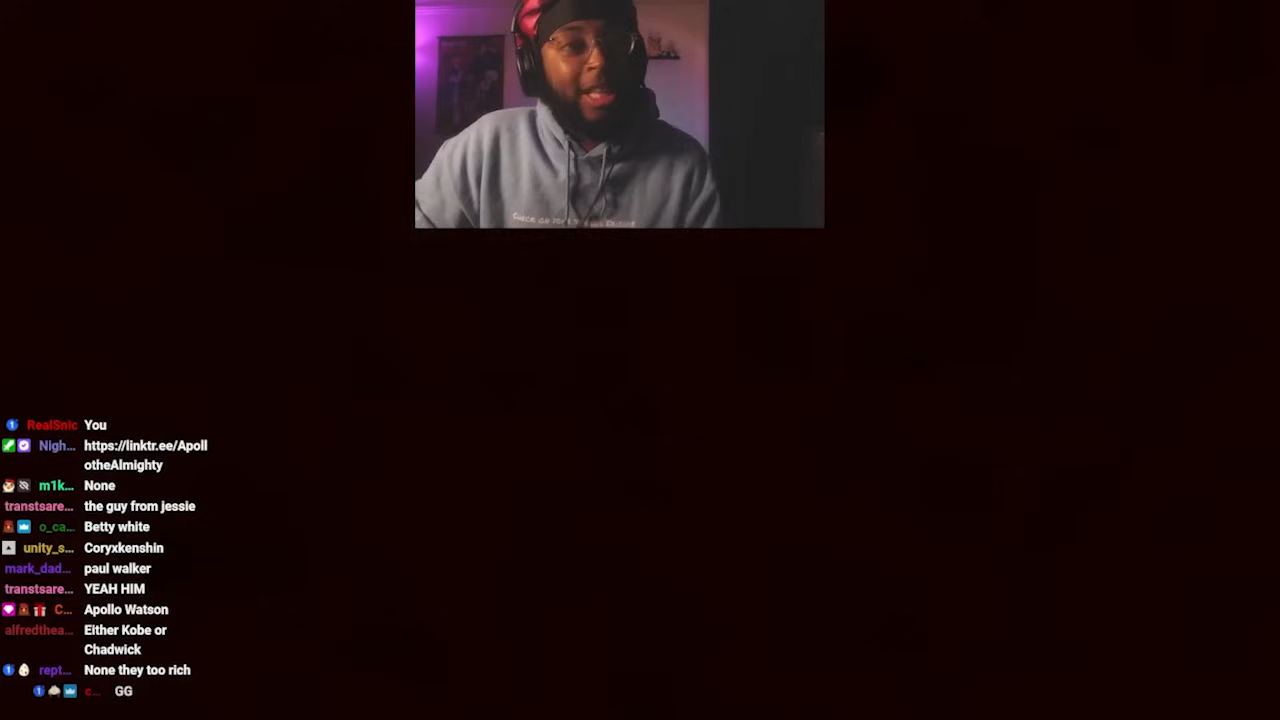 RealSnic You
Nigh... https://linktr.ee/Apoll
otheAlmighty
m1k... None
transtsare... the guy from jessie
o_ca... Betty white
unity_s... Coryxkenshin
mark_dad... paul walker
transtsare... YEAH HIM
C... Apollo Watson
alfredthea... Either Kobe or
Chadwick
rept... None they too rich
c... GG